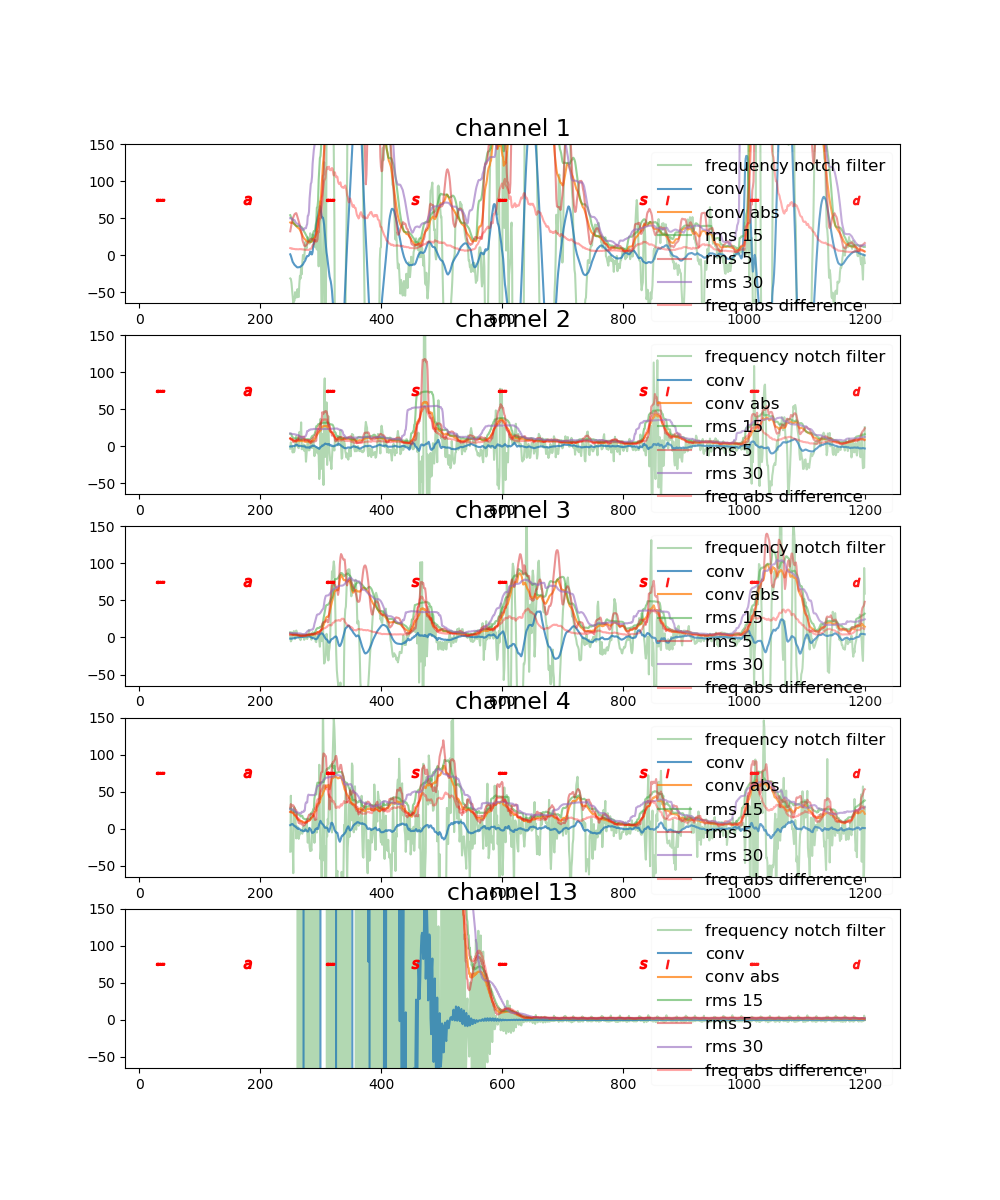 channel 1
150
100
50
0
−50
- a - s - s l - d
frequency notch filter
conv
conv abs
rms 15
rms 5
rms 30
freq abs difference
0 200 400 600 800 1000 1200
channel 2
150
100
50
0
−50
- a - s - s l - d
frequency notch filter
conv
conv abs
rms 15
rms 5
rms 30
freq abs difference
0 200 400 600 800 1000 1200
channel 3
150
100
50
0
−50
- a - s - s l - d
frequency notch filter
conv
conv abs
rms 15
rms 5
rms 30
freq abs difference
0 200 400 600 800 1000 1200
channel 4
150
100
50
0
−50
- a - s - s l - d
frequency notch filter
conv
conv abs
rms 15
rms 5
rms 30
freq abs difference
0 200 400 600 800 1000 1200
channel 13
150
100
50
0
−50
- a - s - s l - d
frequency notch filter
conv
conv abs
rms 15
rms 5
rms 30
freq abs difference
0 200 400 600 800 1000 1200